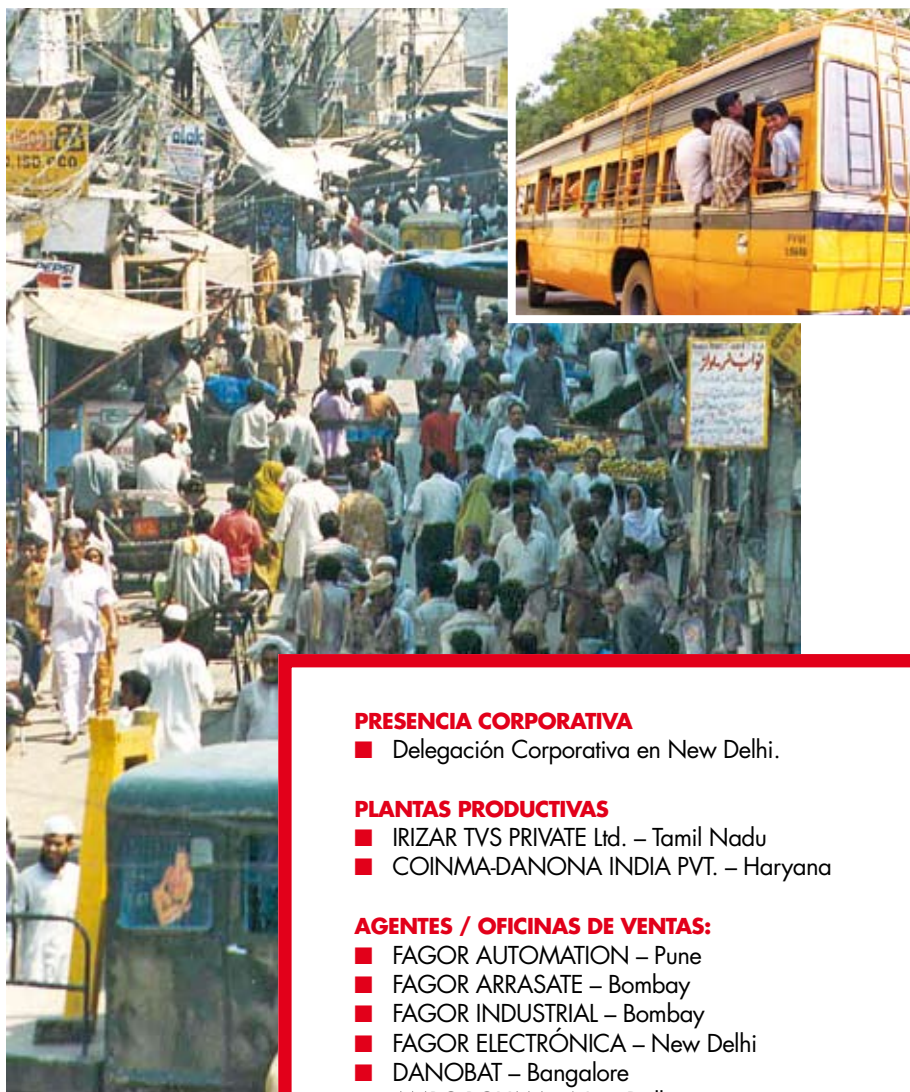 alak
PEPSI
PRESENCIA CORPORATIVA
■ Delegación Corporativa en New Delhi.
PLANTAS PRODUCTIVAS
■ IRIZAR TVS PRIVATE Ltd. – Tamil Nadu
■ COINMA-DANONA INDIA PVT. – Haryana
AGENTES / OFICINAS DE VENTAS:
■ FAGOR AUTOMATION – Pune
■ FAGOR ARRASATE – Bombay
■ FAGOR INDUSTRIAL – Bombay
■ FAGOR ELECTRÓNICA – New Delhi
■ DANOBAT – Bangalore